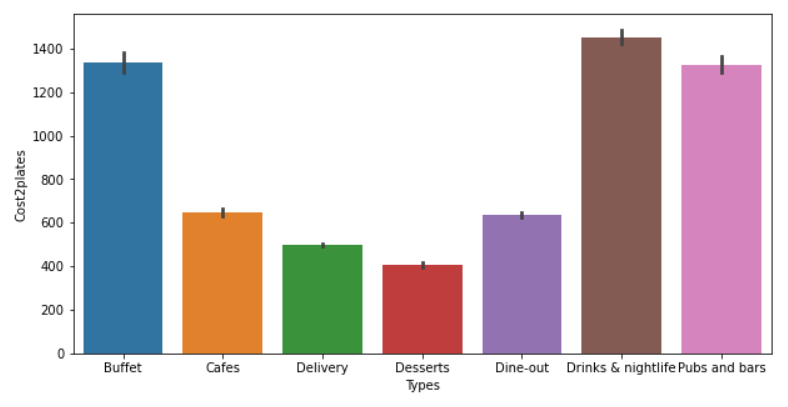 1400
1200
1000
800
600
400
200
0
Cost2plates
Buffet Cafes Delivery Desserts Dine-out Drinks & nightlife Pubs and bars
Types